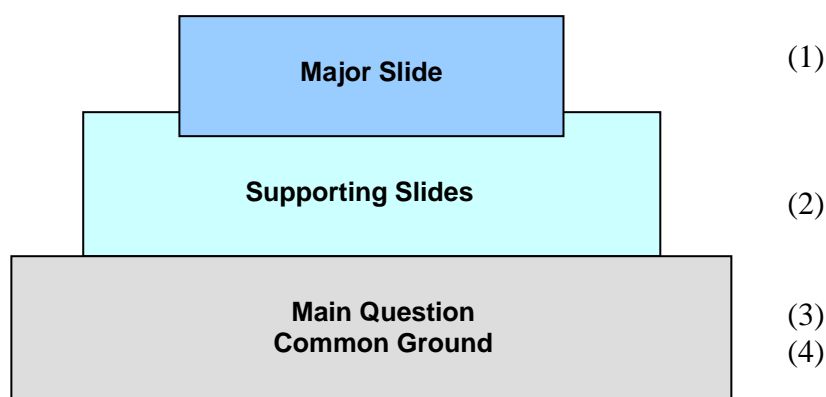 Major Slide
(1)
Supporting Slides
(2)
Main Question
(3)
Common Ground
(4)